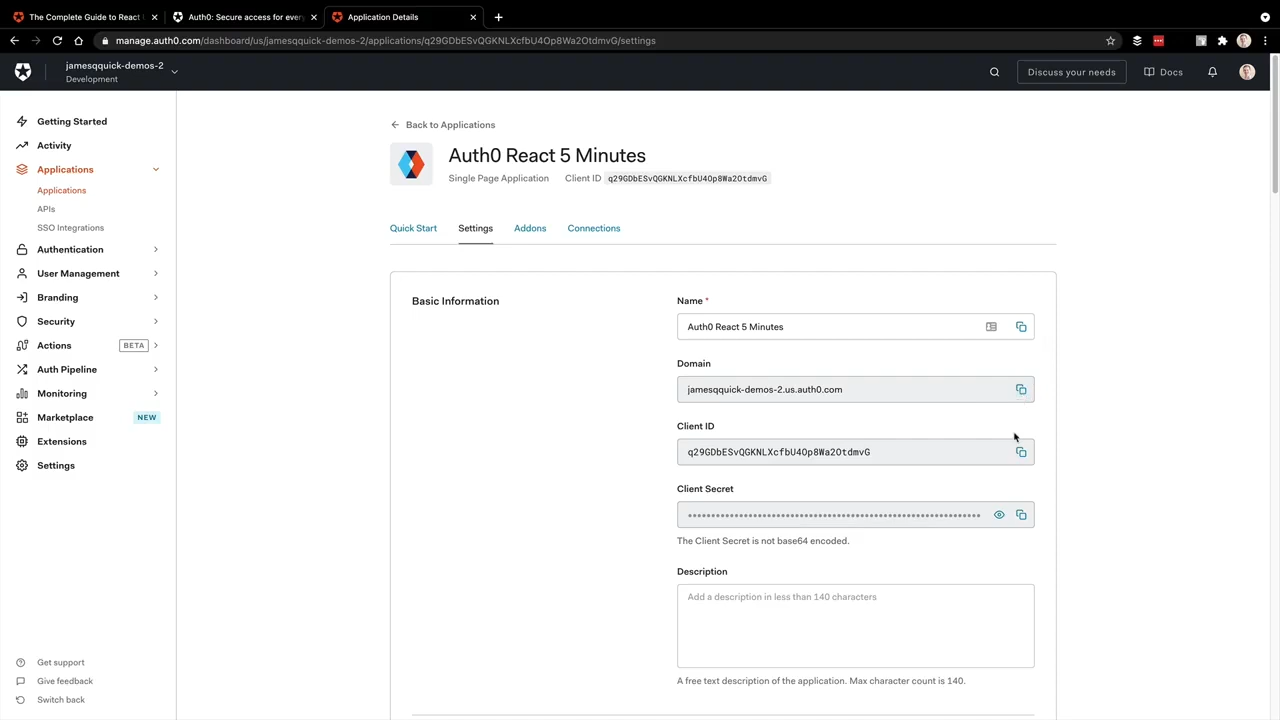 The Complete Guide to React
Auth0: Secure access for every
Application Details
manage.auth0.com/dashboard/us/jamesqquick-demos-2/applications/q29GDbESvQGKNLXcfbU4Op8Wa2OtdmvG/settings
jamesqquick-demos-2
Development
Discuss your needs
Docs
Getting Started
Activity
Applications
Applications
APIs
SSO Integrations
Authentication
User Management
Branding
Security
Actions BETA
Auth Pipeline
Monitoring
Marketplace NEW
Extensions
Settings
Get support
Give feedback
Switch back
Back to Applications
Auth0 React 5 Minutes
Single Page Application Client ID q29GDbESvQGKNLXcfbU4Op8Wa2OtdmvG
Quick Start Settings Addons Connections
Basic Information
Name *
Auth0 React 5 Minutes
Domain
jamesqquick-demos-2.us.auth0.com
Client ID
q29GDbESvQGKNLXcfbU4Op8Wa2OtdmvG
Client Secret
••••••••••••••••••••••••••••••••••••••••••••••••••••••••••••••••
The Client Secret is not base64 encoded.
Description
Add a description in less than 140 characters
A free text description of the application. Max character count is 140.